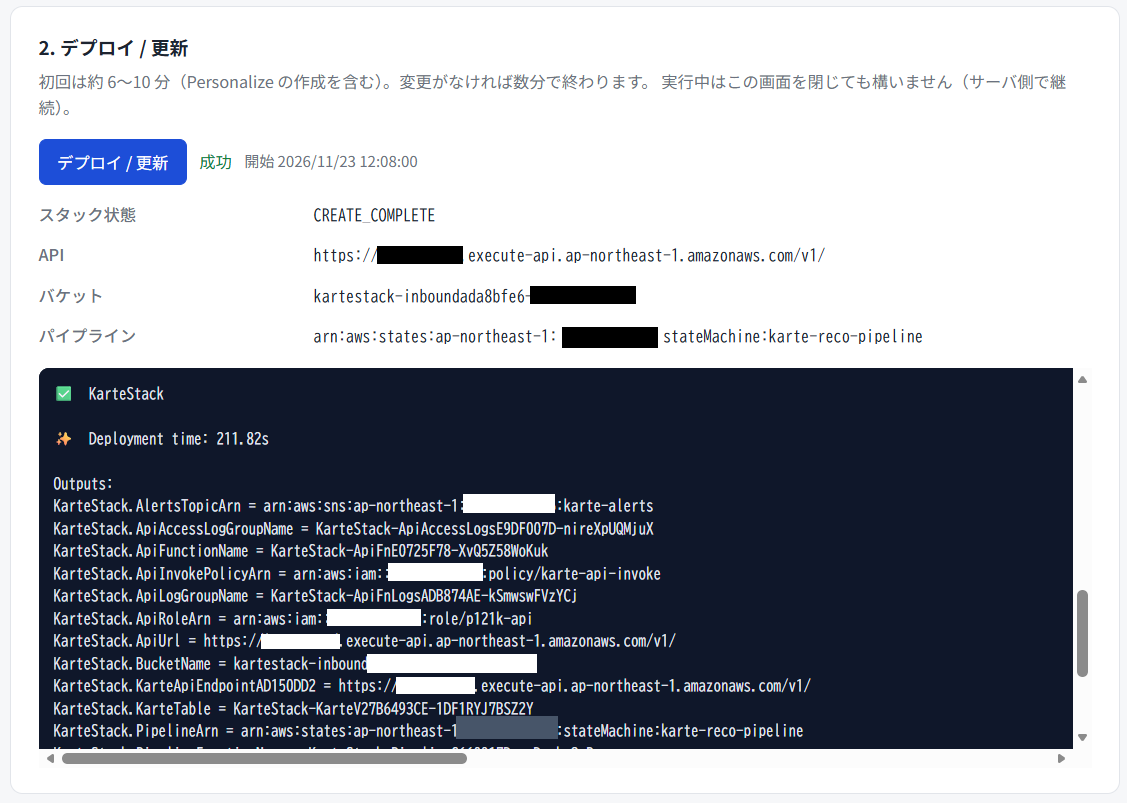 2. デプロイ / 更新
初回は約 6〜10 分（Personalize の作成を含む）。変更がなければ数分で終わります。 実行中はこの画面を閉じても構いません（サーバ側で継
続）。
デプロイ / 更新 成功 開始 2026/11/23 12:08:00
スタック状態 CREATE_COMPLETE
API https:// execute-api.ap-northeast-1.amazonaws.com/v1/
バケット kartestack-inboundada8bfe6-
パイプライン arn:aws:states:ap-northeast-1: stateMachine:karte-reco-pipeline
✅ KarteStack
✨ Deployment time: 211.82s
Outputs:
KarteStack.AlertsTopicArn = arn:aws:sns:ap-northeast-1: :karte-alerts
KarteStack.ApiAccessLogGroupName = KarteStack-ApiAccessLogsE9DF007D-nireXpUQMjuX
KarteStack.ApiFunctionName = KarteStack-ApiFnE0725F78-XvQ5Z58WoKuk
KarteStack.ApiInvokePolicyArn = arn:aws:iam: :policy/karte-api-invoke
KarteStack.ApiLogGroupName = KarteStack-ApiFnLogsADB874AE-kSmwswFVzYCj
KarteStack.ApiRoleArn = arn:aws:iam: :role/p121k-api
KarteStack.ApiUrl = https:// .execute-api.ap-northeast-1.amazonaws.com/v1/
KarteStack.BucketName = kartestack-inbound
KarteStack.KarteApiEndpointAD150DD2 = https:// .execute-api.ap-northeast-1.amazonaws.com/v1/
KarteStack.KarteTable = KarteStack-KarteV27B6493CE-1DF1RYJ7BSZ2Y
KarteStack.PipelineArn = arn:aws:states:ap-northeast-1 :stateMachine:karte-reco-pipeline